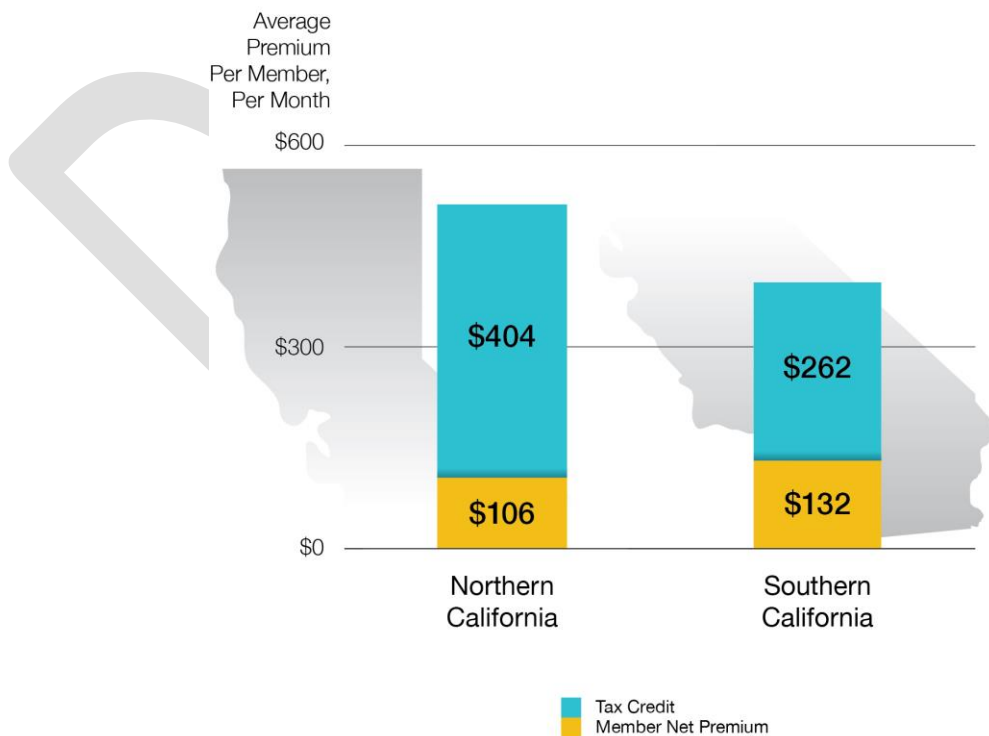 Average
Premium
Per Member,
Per Month
$600
$300
$0
$404
$106
$262
$132
Northern
California
Southern
California
Tax Credit
Member Net Premium